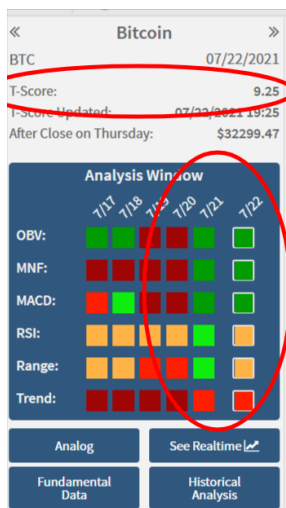 « Bitcoin »
BTC 07/22/2021
T-Score: 9.25
T-Score Updated: 07/22/2021 19:25
After Close on Thursday: $32299.47
Analysis Window
7/17 7/18 7/19 7/20 7/21 7/22
OBV:
MNF:
MACD:
RSI:
Range:
Trend:
Analog See Realtime
Fundamental Data Historical Analysis